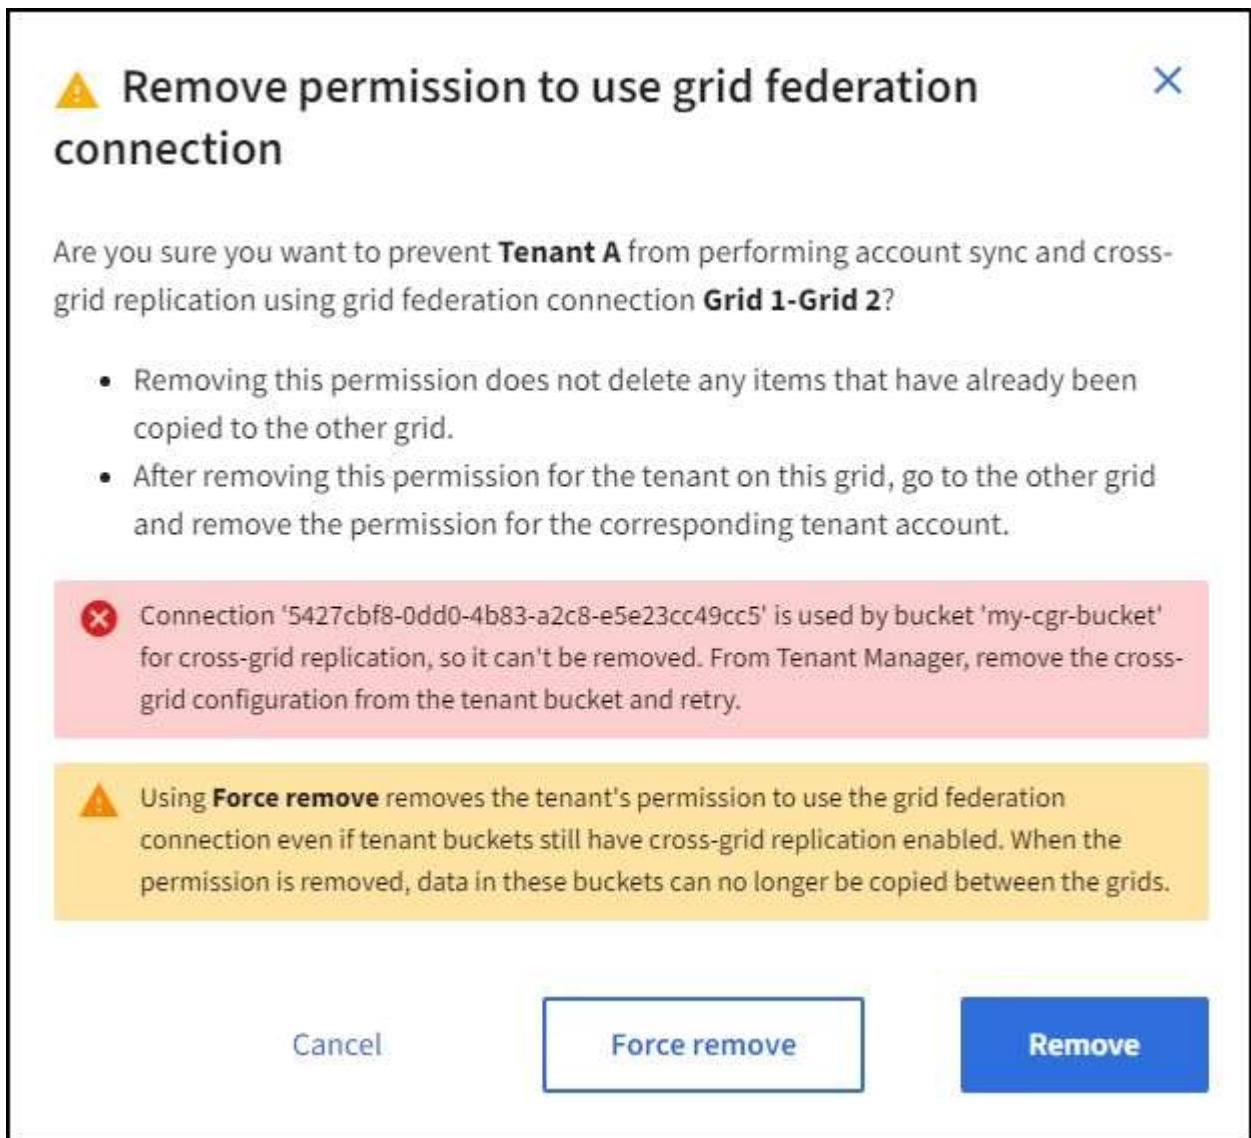 Remove permission to use grid federation
connection
Are you sure you want to prevent Tenant A from performing account sync and cross-
grid replication using grid federation connection Grid 1-Grid 2?
• Removing this permission does not delete any items that have already been
copied to the other grid.
• After removing this permission for the tenant on this grid, go to the other grid
and remove the permission for the corresponding tenant account.
Connection '5427cbf8-0dd0-4b83-a2c8-e5e23cc49cc5' is used by bucket 'my-cgr-bucket'
for cross-grid replication, so it can't be removed. From Tenant Manager, remove the cross-
grid configuration from the tenant bucket and retry.
Using Force remove removes the tenant's permission to use the grid federation
connection even if tenant buckets still have cross-grid replication enabled. When the
permission is removed, data in these buckets can no longer be copied between the grids.
Cancel
Force remove
Remove